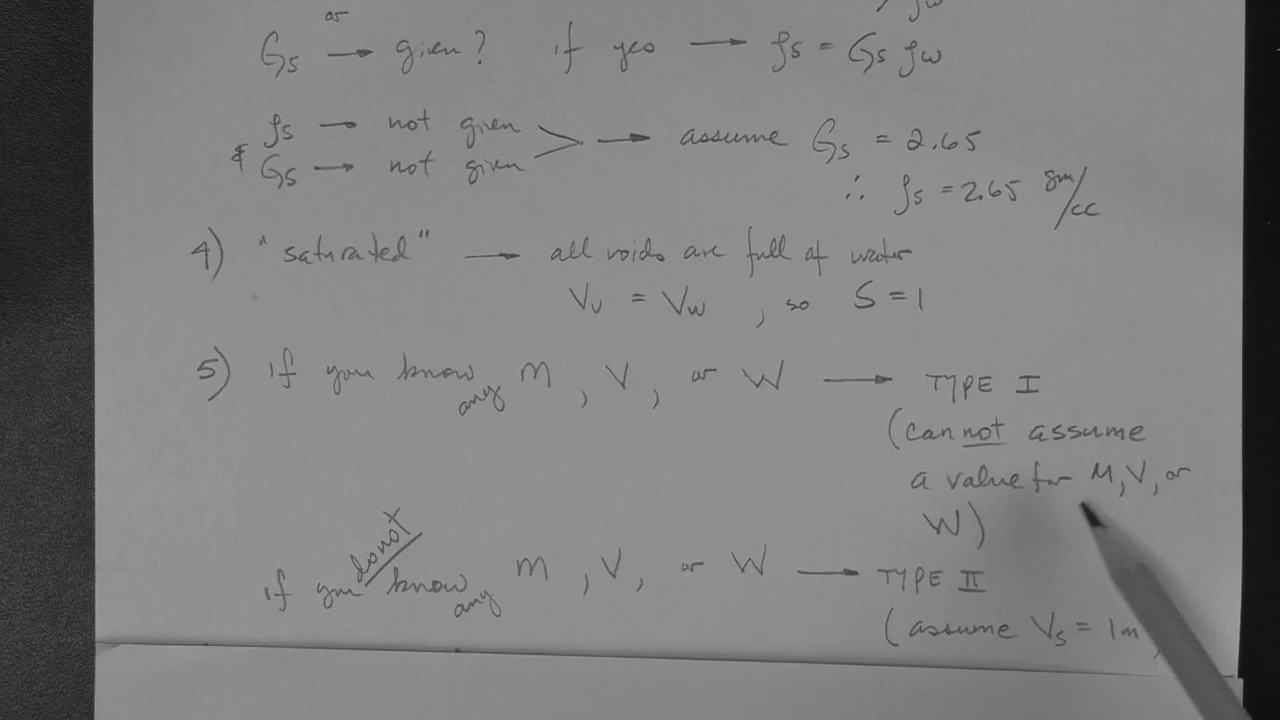 or
Gs → given? if yes → ρs = Gs ρw
ρs → not given
& Gs → not given > → assume Gs = 2.65
∴ ρs = 2.65 gm/cc
4) "saturated" → all voids are full of water
Vv = Vw , so S = 1
5) if you know any M , V , or W → TYPE I
(cannot assume
a value for M, V, or
W)
if you do not know any M , V , or W → TYPE II
(assume Vs = 1m